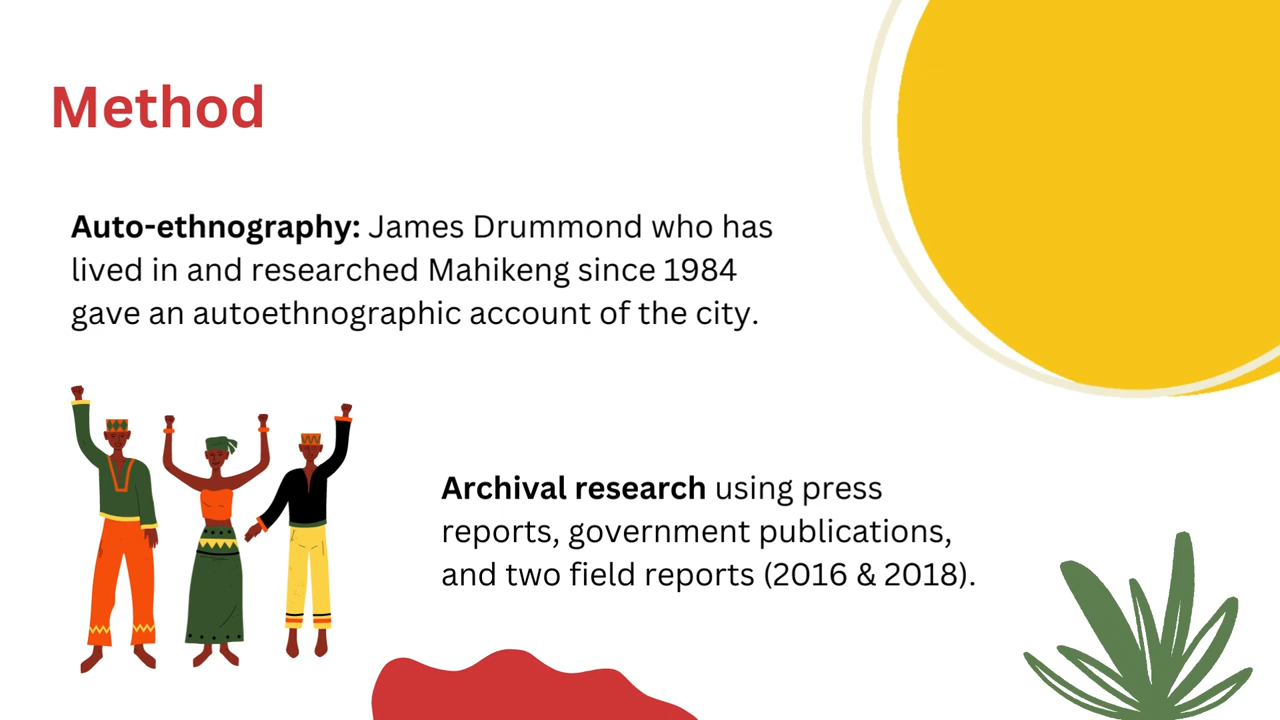 Method
Auto-ethnography: James Drummond who has
lived in and researched Mahikeng since 1984
gave an autoethnographic account of the city.
Archival research using press
reports, government publications,
and two field reports (2016 & 2018).